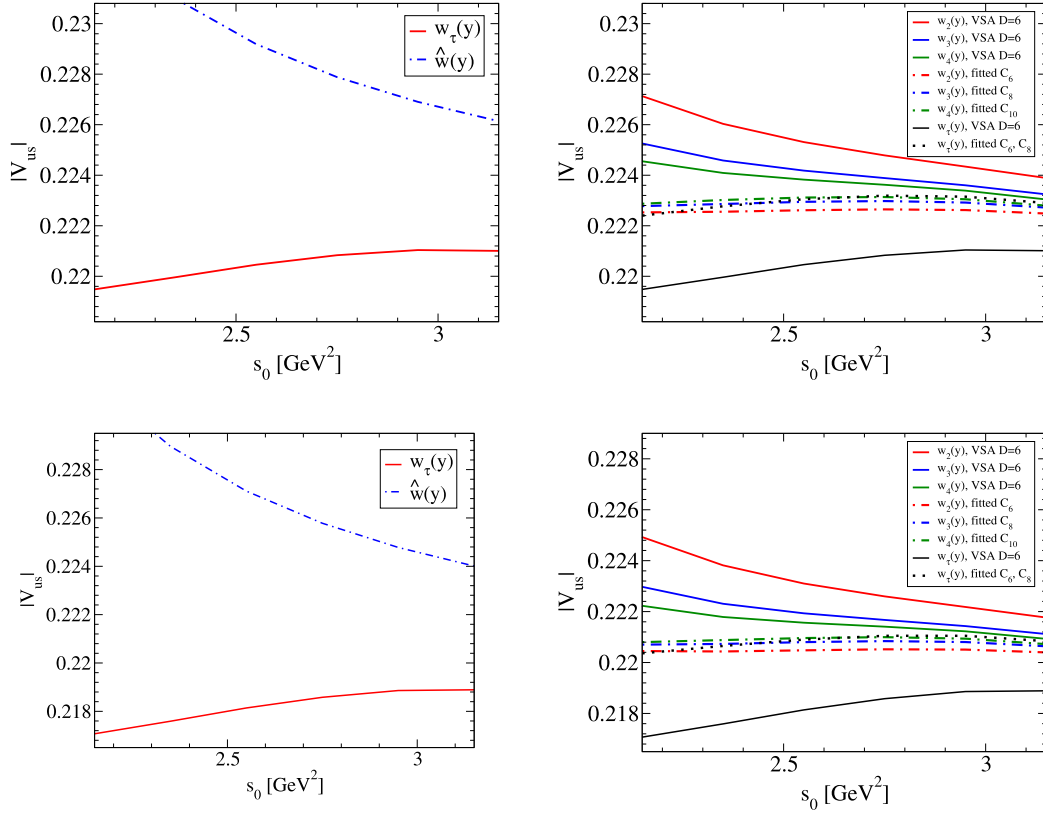 0.23
0.228
0.226
0.224
0.222
0.22
|V_us|
2.5
3
s_0 [GeV^2]
w_τ(y)
ŵ(y)
0.23
0.228
0.226
0.224
0.222
0.22
|V_us|
2.5
3
s_0 [GeV^2]
w_2(y), VSA D=6
w_3(y), VSA D=6
w_4(y), VSA D=6
w_2(y), fitted C_6
w_3(y), fitted C_8
w_4(y), fitted C_10
w_τ(y), VSA D=6
w_τ(y), fitted C_6, C_8
0.228
0.226
0.224
0.222
0.22
0.218
|V_us|
2.5
3
s_0 [GeV^2]
w_τ(y)
ŵ(y)
0.228
0.226
0.224
0.222
0.22
0.218
|V_us|
2.5
3
s_0 [GeV^2]
w_2(y), VSA D=6
w_3(y), VSA D=6
w_4(y), VSA D=6
w_2(y), fitted C_6
w_3(y), fitted C_8
w_4(y), fitted C_10
w_τ(y), VSA D=6
w_τ(y), fitted C_6, C_8